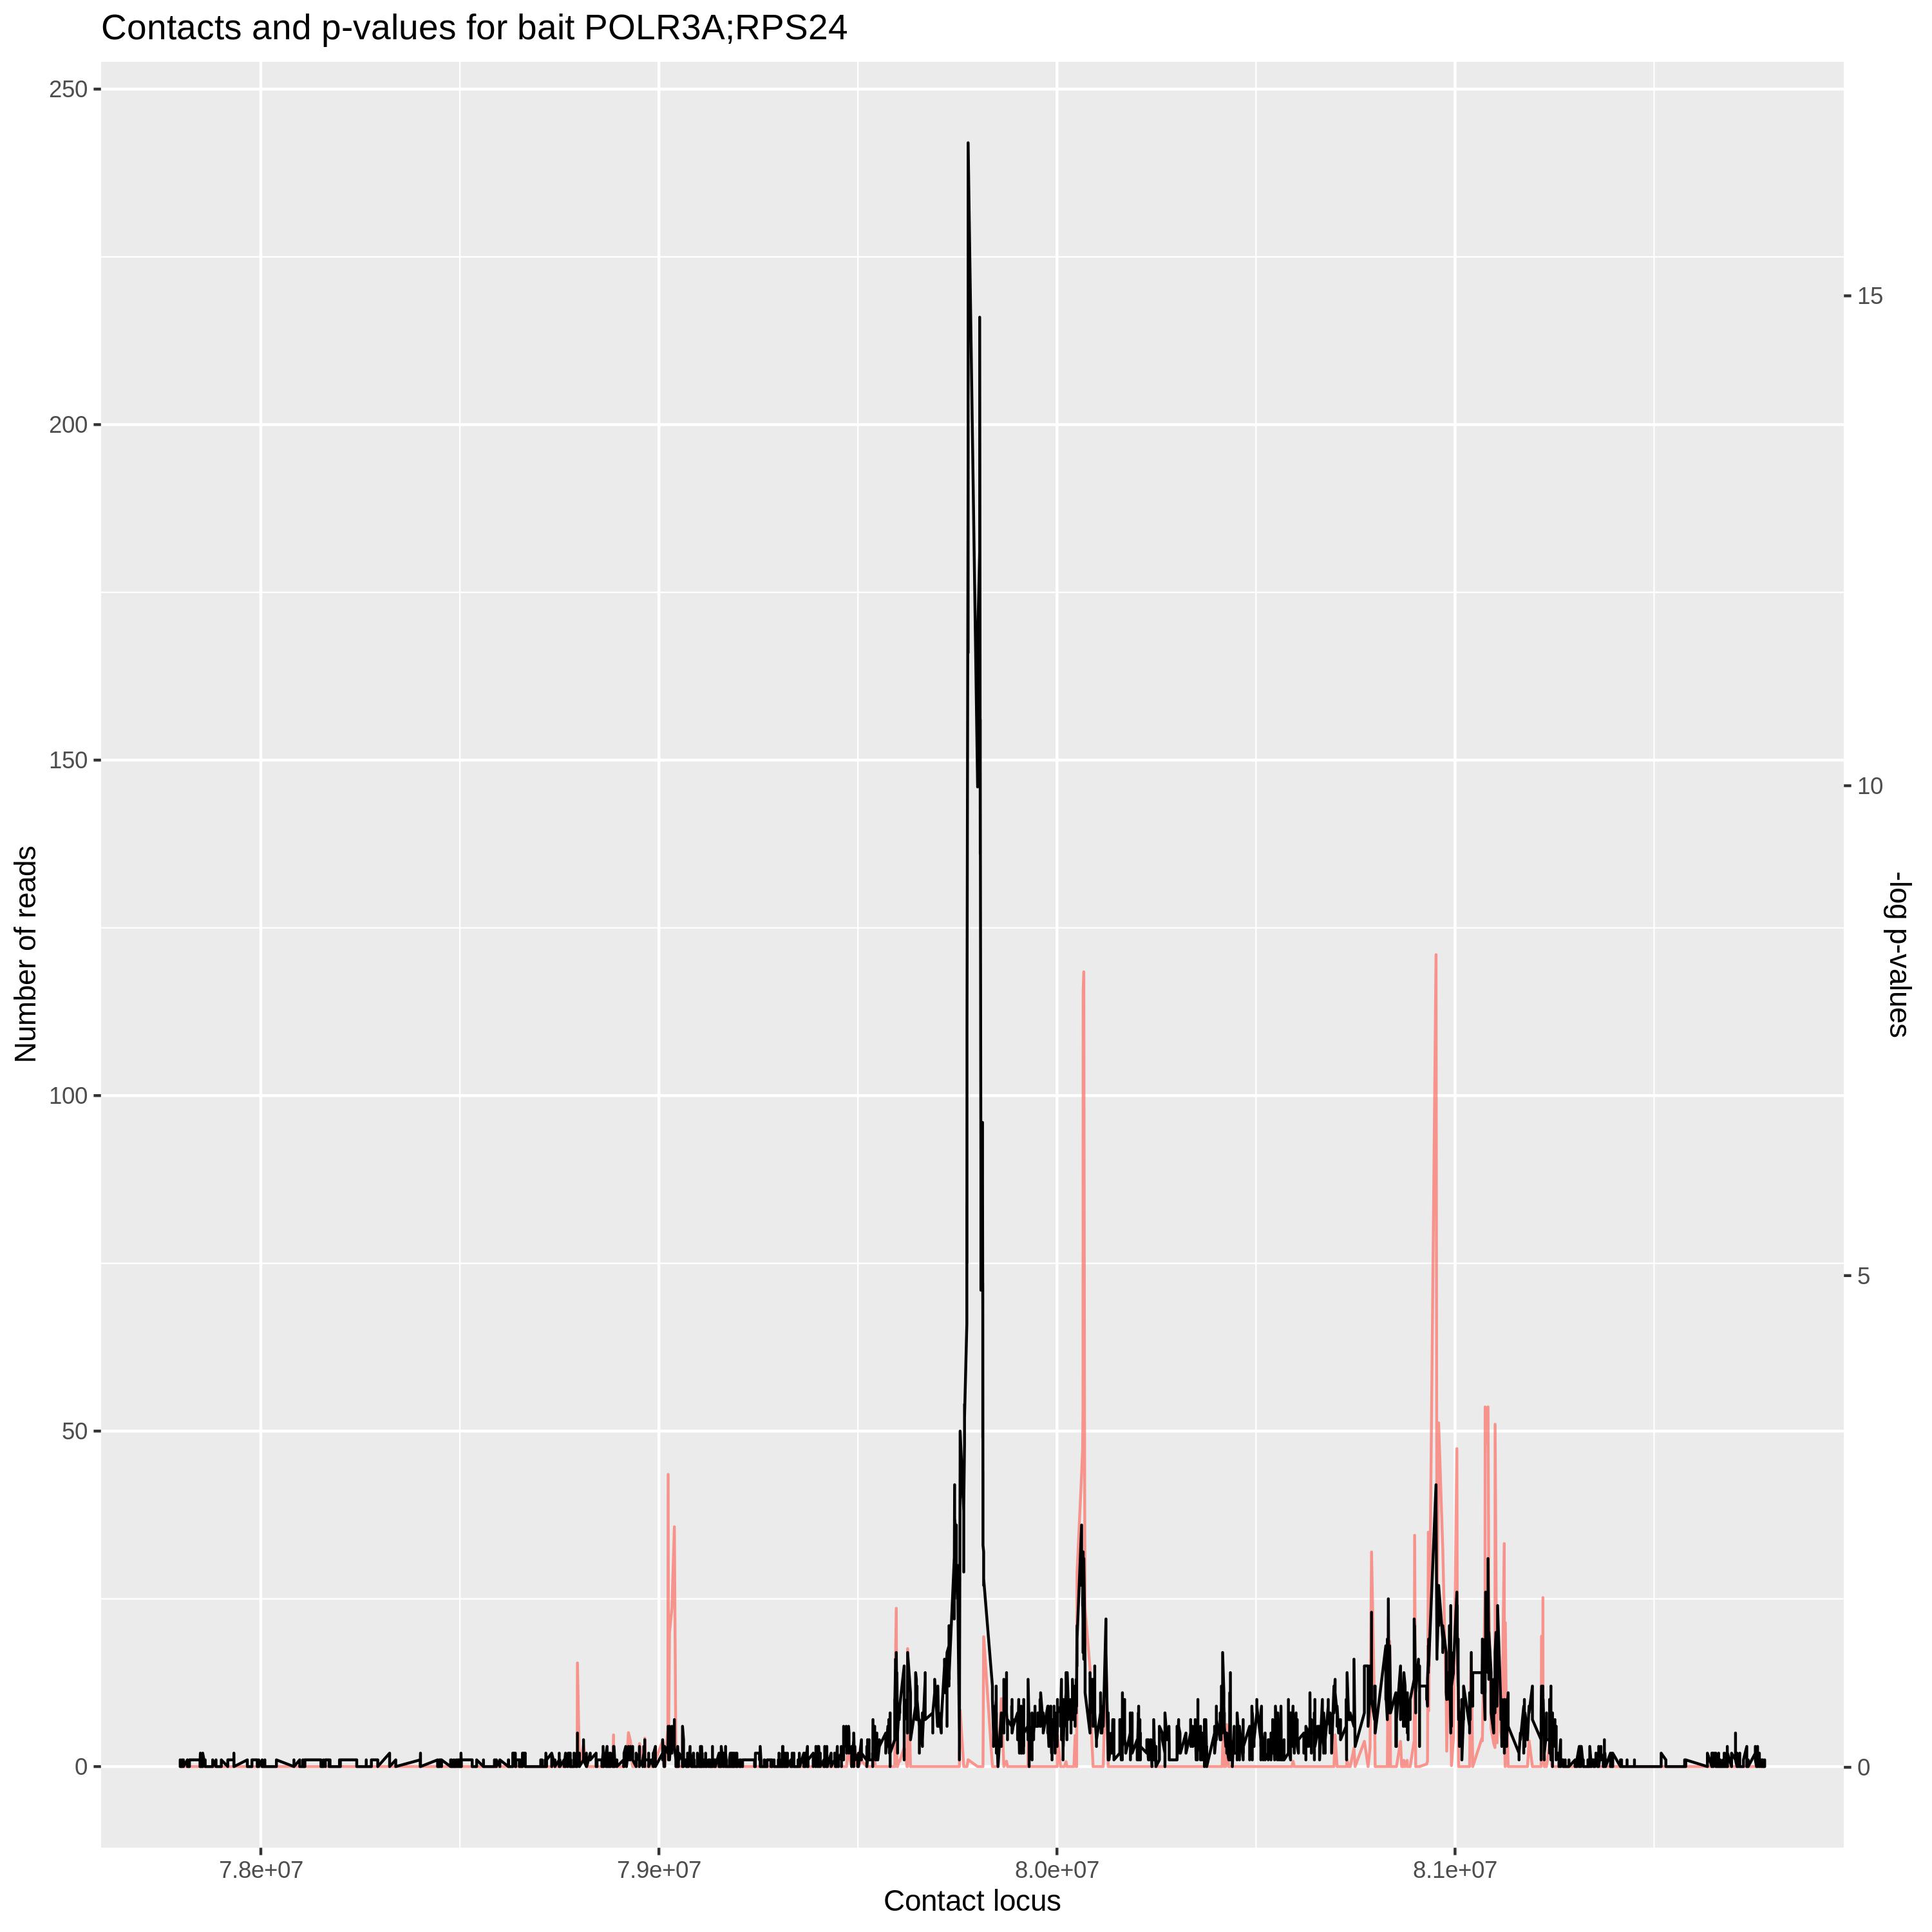 Contacts and p-values for bait POLR3A;RPS24
250
200
150
100
50
0
Number of reads
15
10
5
0
-log p-values
7.8e+07
7.9e+07
8.0e+07
8.1e+07
Contact locus